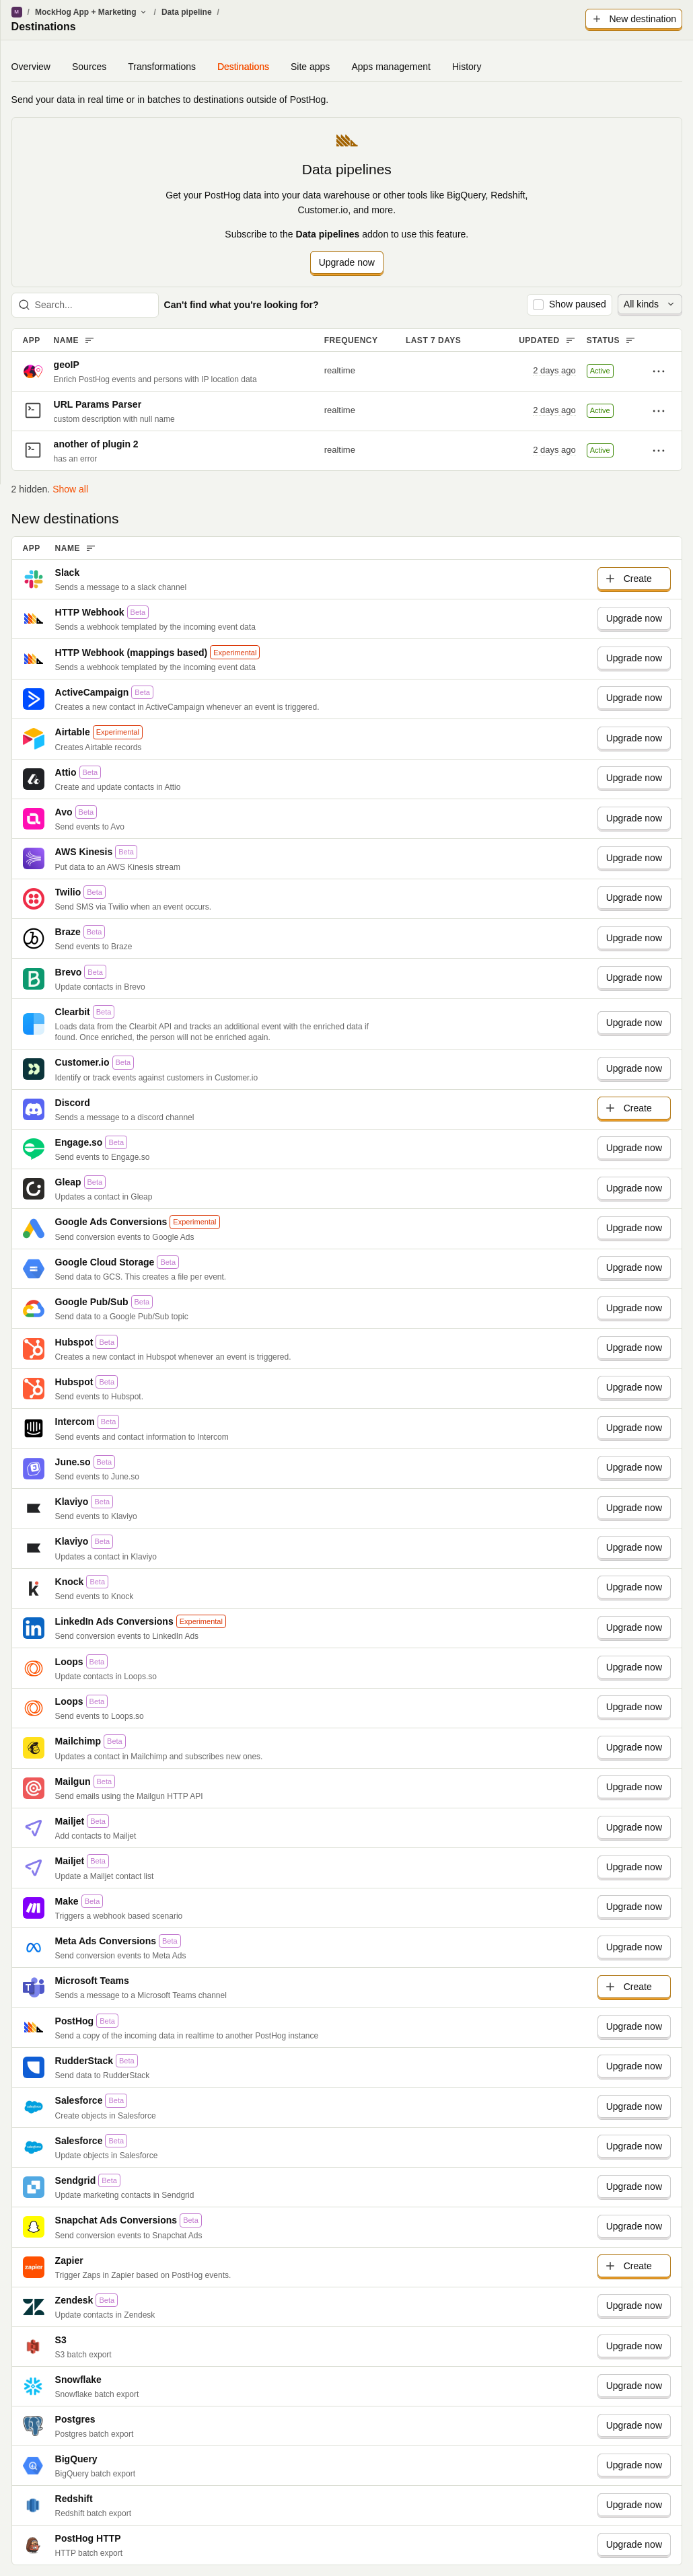 M / MockHog App + Marketing / Data pipeline /
Destinations
New destination
Overview Sources Transformations Destinations Site apps Apps management History
Send your data in real time or in batches to destinations outside of PostHog.
Data pipelines
Get your PostHog data into your data warehouse or other tools like BigQuery, Redshift,
Customer.io, and more.
Subscribe to the Data pipelines addon to use this feature.
Upgrade now
Search... Can't find what you're looking for? Show paused All kinds
APP NAME FREQUENCY LAST 7 DAYS UPDATED STATUS
geoIP
Enrich PostHog events and persons with IP location data
realtime 2 days ago Active
URL Params Parser
custom description with null name
realtime 2 days ago Active
another of plugin 2
has an error
realtime 2 days ago Active
2 hidden. Show all
New destinations
APP NAME
Slack
Sends a message to a slack channel
Create
HTTP Webhook Beta
Sends a webhook templated by the incoming event data
Upgrade now
HTTP Webhook (mappings based) Experimental
Sends a webhook templated by the incoming event data
Upgrade now
ActiveCampaign Beta
Creates a new contact in ActiveCampaign whenever an event is triggered.
Upgrade now
Airtable Experimental
Creates Airtable records
Upgrade now
Attio Beta
Create and update contacts in Attio
Upgrade now
Avo Beta
Send events to Avo
Upgrade now
AWS Kinesis Beta
Put data to an AWS Kinesis stream
Upgrade now
Twilio Beta
Send SMS via Twilio when an event occurs.
Upgrade now
Braze Beta
Send events to Braze
Upgrade now
Brevo Beta
Update contacts in Brevo
Upgrade now
Clearbit Beta
Loads data from the Clearbit API and tracks an additional event with the enriched data if
found. Once enriched, the person will not be enriched again.
Upgrade now
Customer.io Beta
Identify or track events against customers in Customer.io
Upgrade now
Discord
Sends a message to a discord channel
Create
Engage.so Beta
Send events to Engage.so
Upgrade now
Gleap Beta
Updates a contact in Gleap
Upgrade now
Google Ads Conversions Experimental
Send conversion events to Google Ads
Upgrade now
Google Cloud Storage Beta
Send data to GCS. This creates a file per event.
Upgrade now
Google Pub/Sub Beta
Send data to a Google Pub/Sub topic
Upgrade now
Hubspot Beta
Creates a new contact in Hubspot whenever an event is triggered.
Upgrade now
Hubspot Beta
Send events to Hubspot.
Upgrade now
Intercom Beta
Send events and contact information to Intercom
Upgrade now
June.so Beta
Send events to June.so
Upgrade now
Klaviyo Beta
Send events to Klaviyo
Upgrade now
Klaviyo Beta
Updates a contact in Klaviyo
Upgrade now
Knock Beta
Send events to Knock
Upgrade now
LinkedIn Ads Conversions Experimental
Send conversion events to LinkedIn Ads
Upgrade now
Loops Beta
Update contacts in Loops.so
Upgrade now
Loops Beta
Send events to Loops.so
Upgrade now
Mailchimp Beta
Updates a contact in Mailchimp and subscribes new ones.
Upgrade now
Mailgun Beta
Send emails using the Mailgun HTTP API
Upgrade now
Mailjet Beta
Add contacts to Mailjet
Upgrade now
Mailjet Beta
Update a Mailjet contact list
Upgrade now
Make Beta
Triggers a webhook based scenario
Upgrade now
Meta Ads Conversions Beta
Send conversion events to Meta Ads
Upgrade now
Microsoft Teams
Sends a message to a Microsoft Teams channel
Create
PostHog Beta
Send a copy of the incoming data in realtime to another PostHog instance
Upgrade now
RudderStack Beta
Send data to RudderStack
Upgrade now
Salesforce Beta
Create objects in Salesforce
Upgrade now
Salesforce Beta
Update objects in Salesforce
Upgrade now
Sendgrid Beta
Update marketing contacts in Sendgrid
Upgrade now
Snapchat Ads Conversions Beta
Send conversion events to Snapchat Ads
Upgrade now
zapier
Zapier
Trigger Zaps in Zapier based on PostHog events.
Create
Zendesk Beta
Update contacts in Zendesk
Upgrade now
S3
S3 batch export
Upgrade now
Snowflake
Snowflake batch export
Upgrade now
Postgres
Postgres batch export
Upgrade now
BigQuery
BigQuery batch export
Upgrade now
Redshift
Redshift batch export
Upgrade now
PostHog HTTP
HTTP batch export
Upgrade now